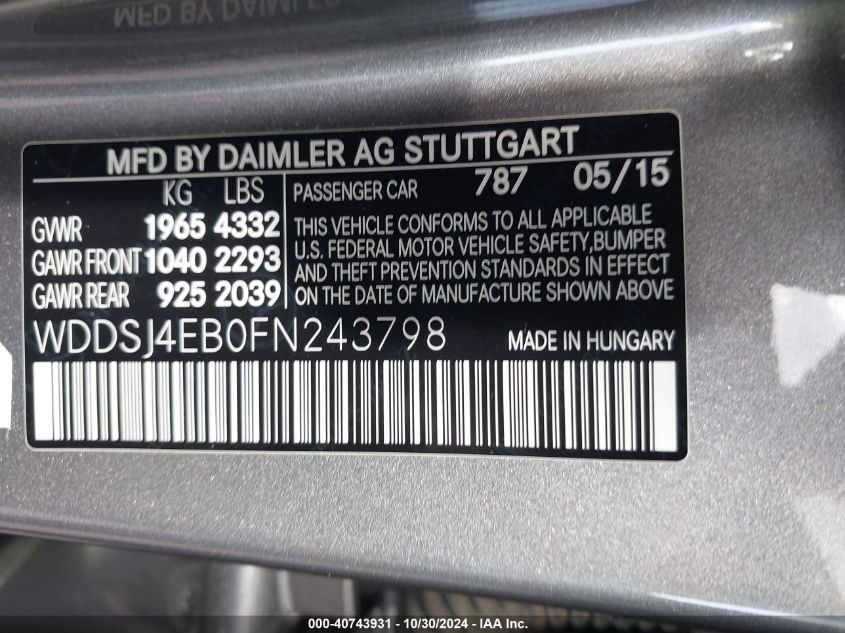 MFD BY DAIMLER
MFD BY DAIMLER AG STUTTGART
KG LBS
GVWR 1965 4332
GAWR FRONT 1040 2293
GAWR REAR 925 2039
PASSENGER CAR 787 05/15
THIS VEHICLE CONFORMS TO ALL APPLICABLE
U.S. FEDERAL MOTOR VEHICLE SAFETY,BUMPER
AND THEFT PREVENTION STANDARDS IN EFFECT
ON THE DATE OF MANUFACTURE SHOWN ABOVE
WDDSJ4EB0FN243798 MADE IN HUNGARY
000-40743931 - 10/30/2024 - IAA Inc.